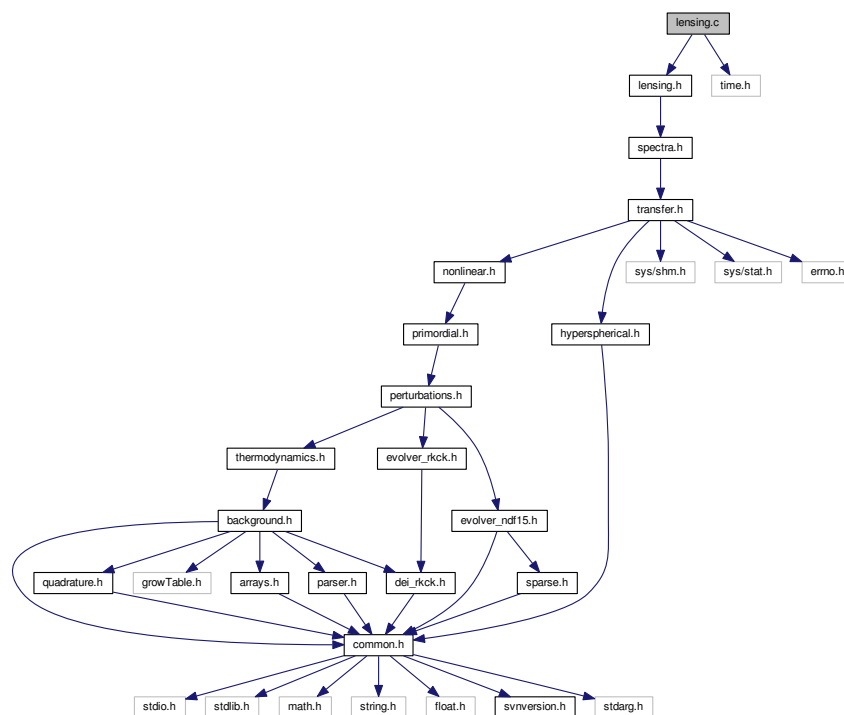 lensing.c
lensing.h
time.h
spectra.h
transfer.h
nonlinear.h
sys/shm.h
sys/stat.h
errno.h
primordial.h
hyperspherical.h
perturbations.h
thermodynamics.h
evolver_rkck.h
background.h
evolver_ndf15.h
quadrature.h
growTable.h
arrays.h
parser.h
dei_rkck.h
sparse.h
common.h
stdio.h
stdlib.h
math.h
string.h
float.h
svnversion.h
stdarg.h